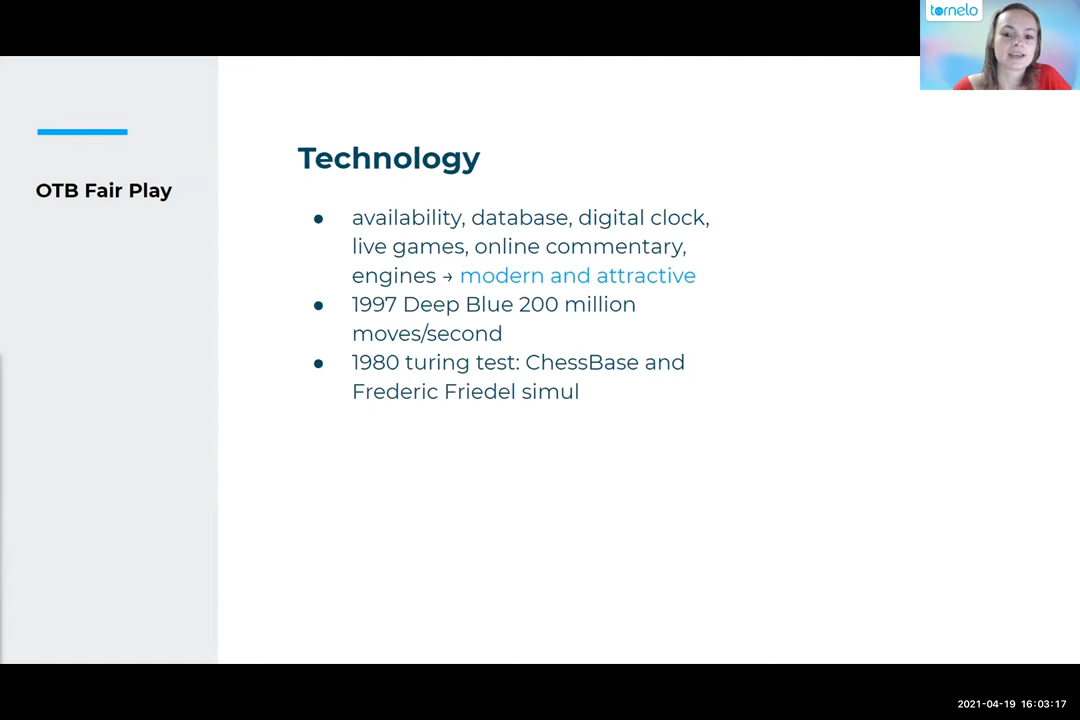 tornelo
OTB Fair Play
Technology
● availability, database, digital clock,
live games, online commentary,
engines → modern and attractive
● 1997 Deep Blue 200 million
moves/second
● 1980 turing test: ChessBase and
Frederic Friedel simul
2021-04-19 16:03:17